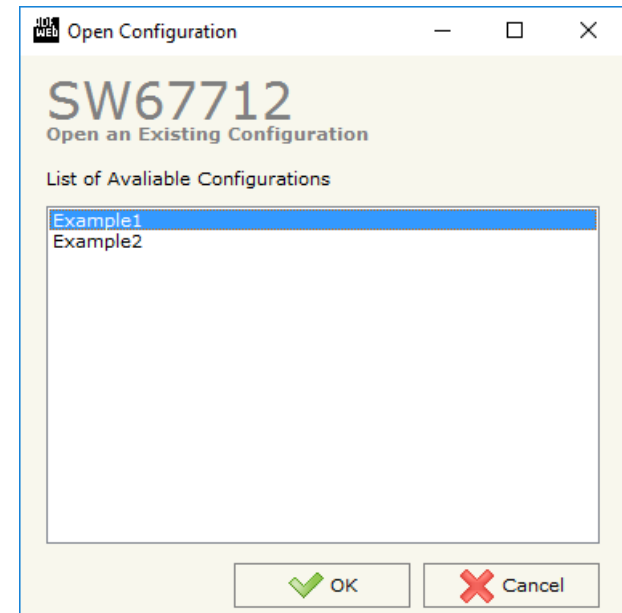 Open Configuration
SW67712
Open an Existing Configuration
List of Avaliable Configurations
Example1
Example2
OK
Cancel